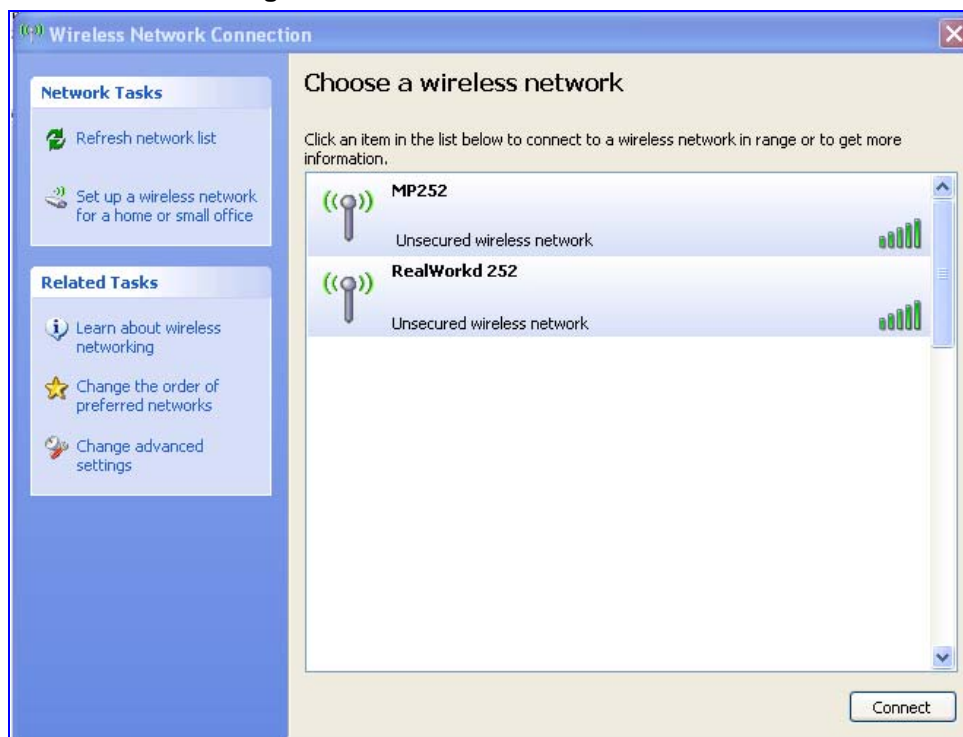 Wireless Network Connection
Network Tasks
Refresh network list
Set up a wireless network
for a home or small office
Related Tasks
Learn about wireless
networking
Change the order of
preferred networks
Change advanced
settings
Choose a wireless network
Click an item in the list below to connect to a wireless network in range or to get more
information.
MP252
Unsecured wireless network
RealWorkd 252
Unsecured wireless network
Connect